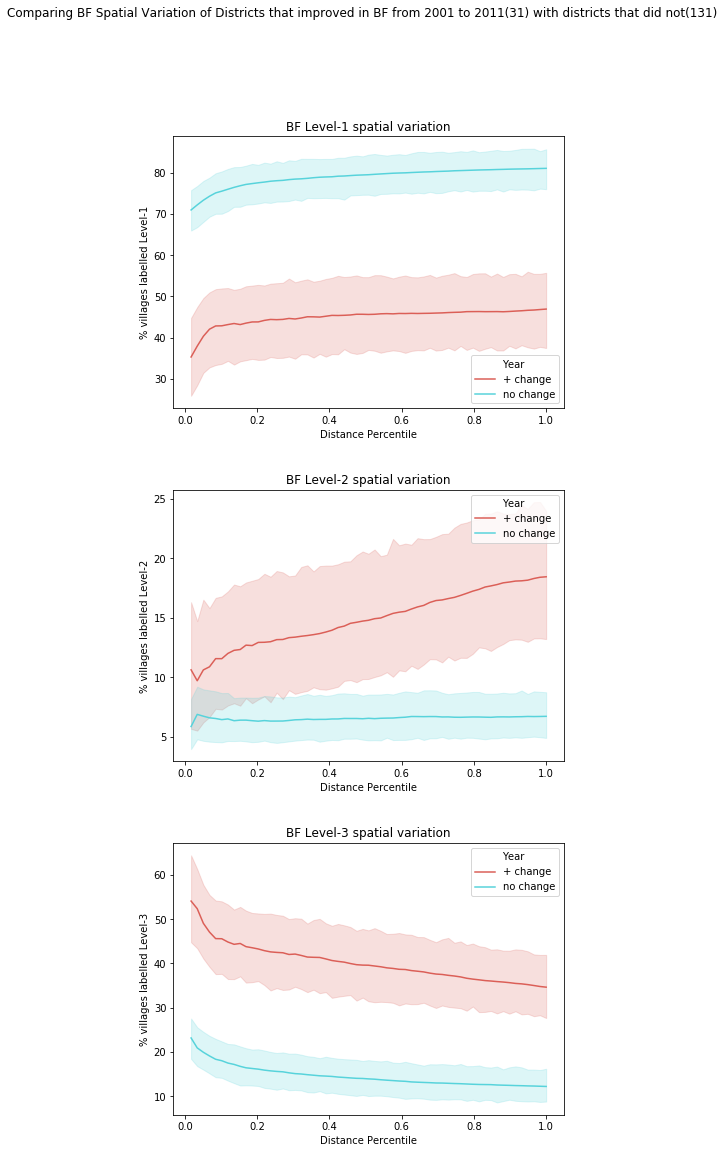 Comparing BF Spatial Variation of Districts that improved in BF from 2001 to 2011(31) with districts that did not(131)
BF Level-1 spatial variation
% villages labelled Level-1
80
70
60
50
40
30
Year
+ change
no change
0.0 0.2 0.4 0.6 0.8 1.0
Distance Percentile
BF Level-2 spatial variation
% villages labelled Level-2
25
20
15
10
5
Year
+ change
no change
0.0 0.2 0.4 0.6 0.8 1.0
Distance Percentile
BF Level-3 spatial variation
% villages labelled Level-3
60
50
40
30
20
10
Year
+ change
no change
0.0 0.2 0.4 0.6 0.8 1.0
Distance Percentile